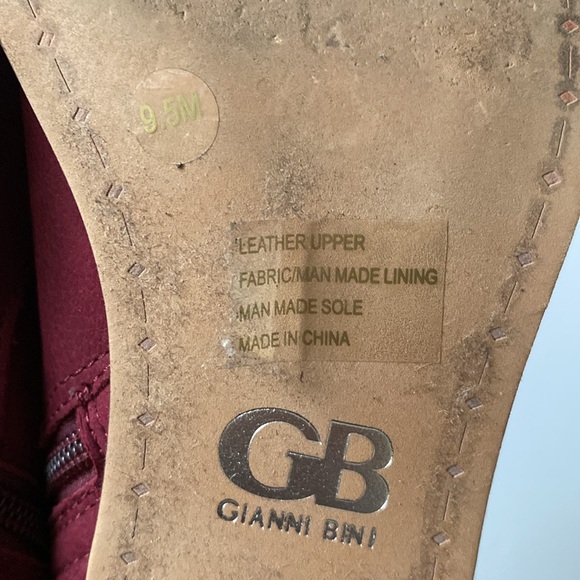 9.5M
LEATHER UPPER
FABRIC/MAN MADE LINING
MAN MADE SOLE
MADE IN CHINA
GB
GIANNI BINI